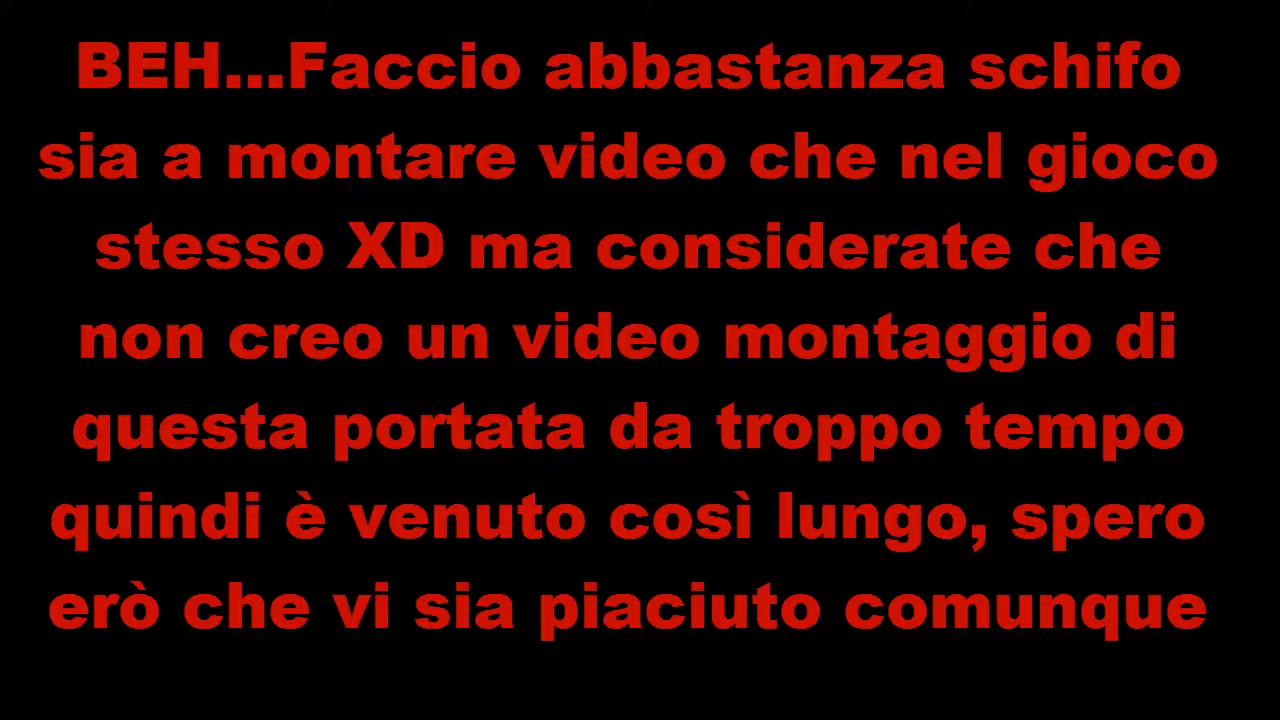 BEH...Faccio abbastanza schifo
sia a montare video che nel gioco
stesso XD ma considerate che
non creo un video montaggio di
questa portata da troppo tempo
quindi è venuto così lungo, spero
erò che vi sia piaciuto comunque